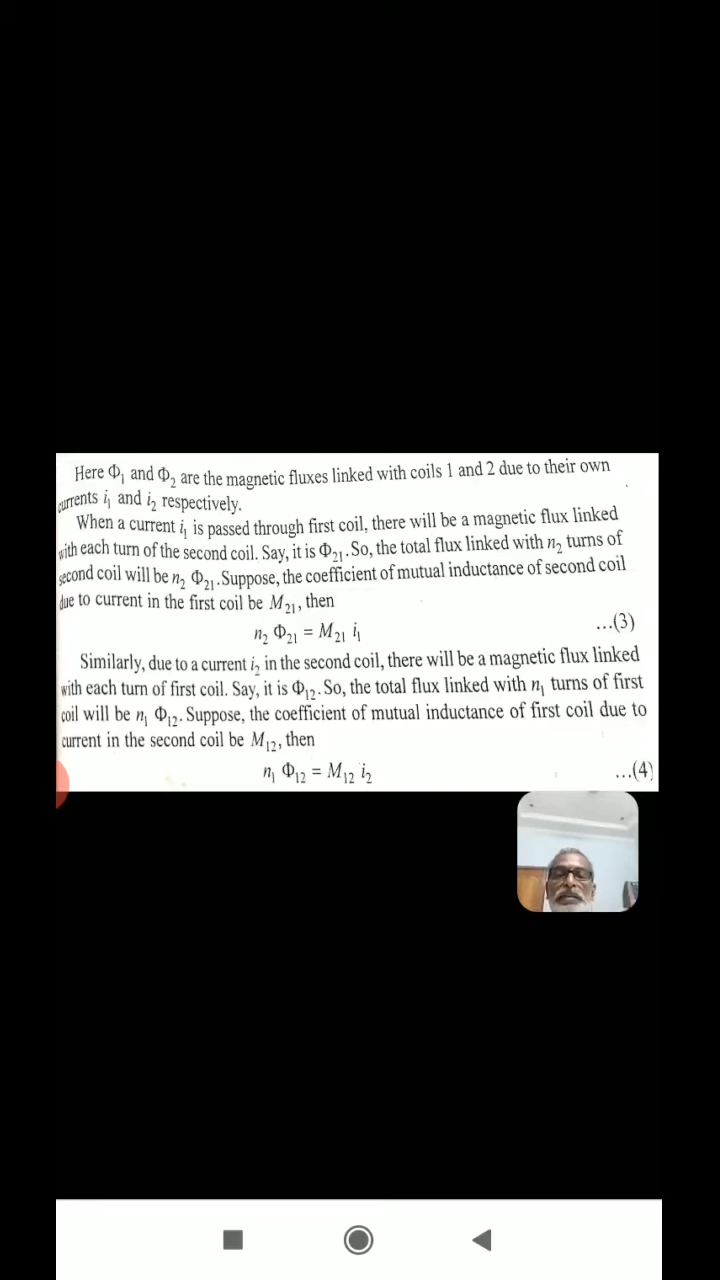 Here Φ₁ and Φ₂ are the magnetic fluxes linked with coils 1 and 2 due to their own
currents i₁ and i₂ respectively.
When a current i₁ is passed through first coil, there will be a magnetic flux linked
with each turn of the second coil. Say, it is Φ₂₁. So, the total flux linked with n₂ turns of
second coil will be n₂ Φ₂₁. Suppose, the coefficient of mutual inductance of second coil
due to current in the first coil be M₂₁, then
n₂ Φ₂₁ = M₂₁ i₁ ...(3)
Similarly, due to a current i₂ in the second coil, there will be a magnetic flux linked
with each turn of first coil. Say, it is Φ₁₂. So, the total flux linked with n₁ turns of first
coil will be n₁ Φ₁₂. Suppose, the coefficient of mutual inductance of first coil due to
current in the second coil be M₁₂, then
n₁ Φ₁₂ = M₁₂ i₂ ...(4)